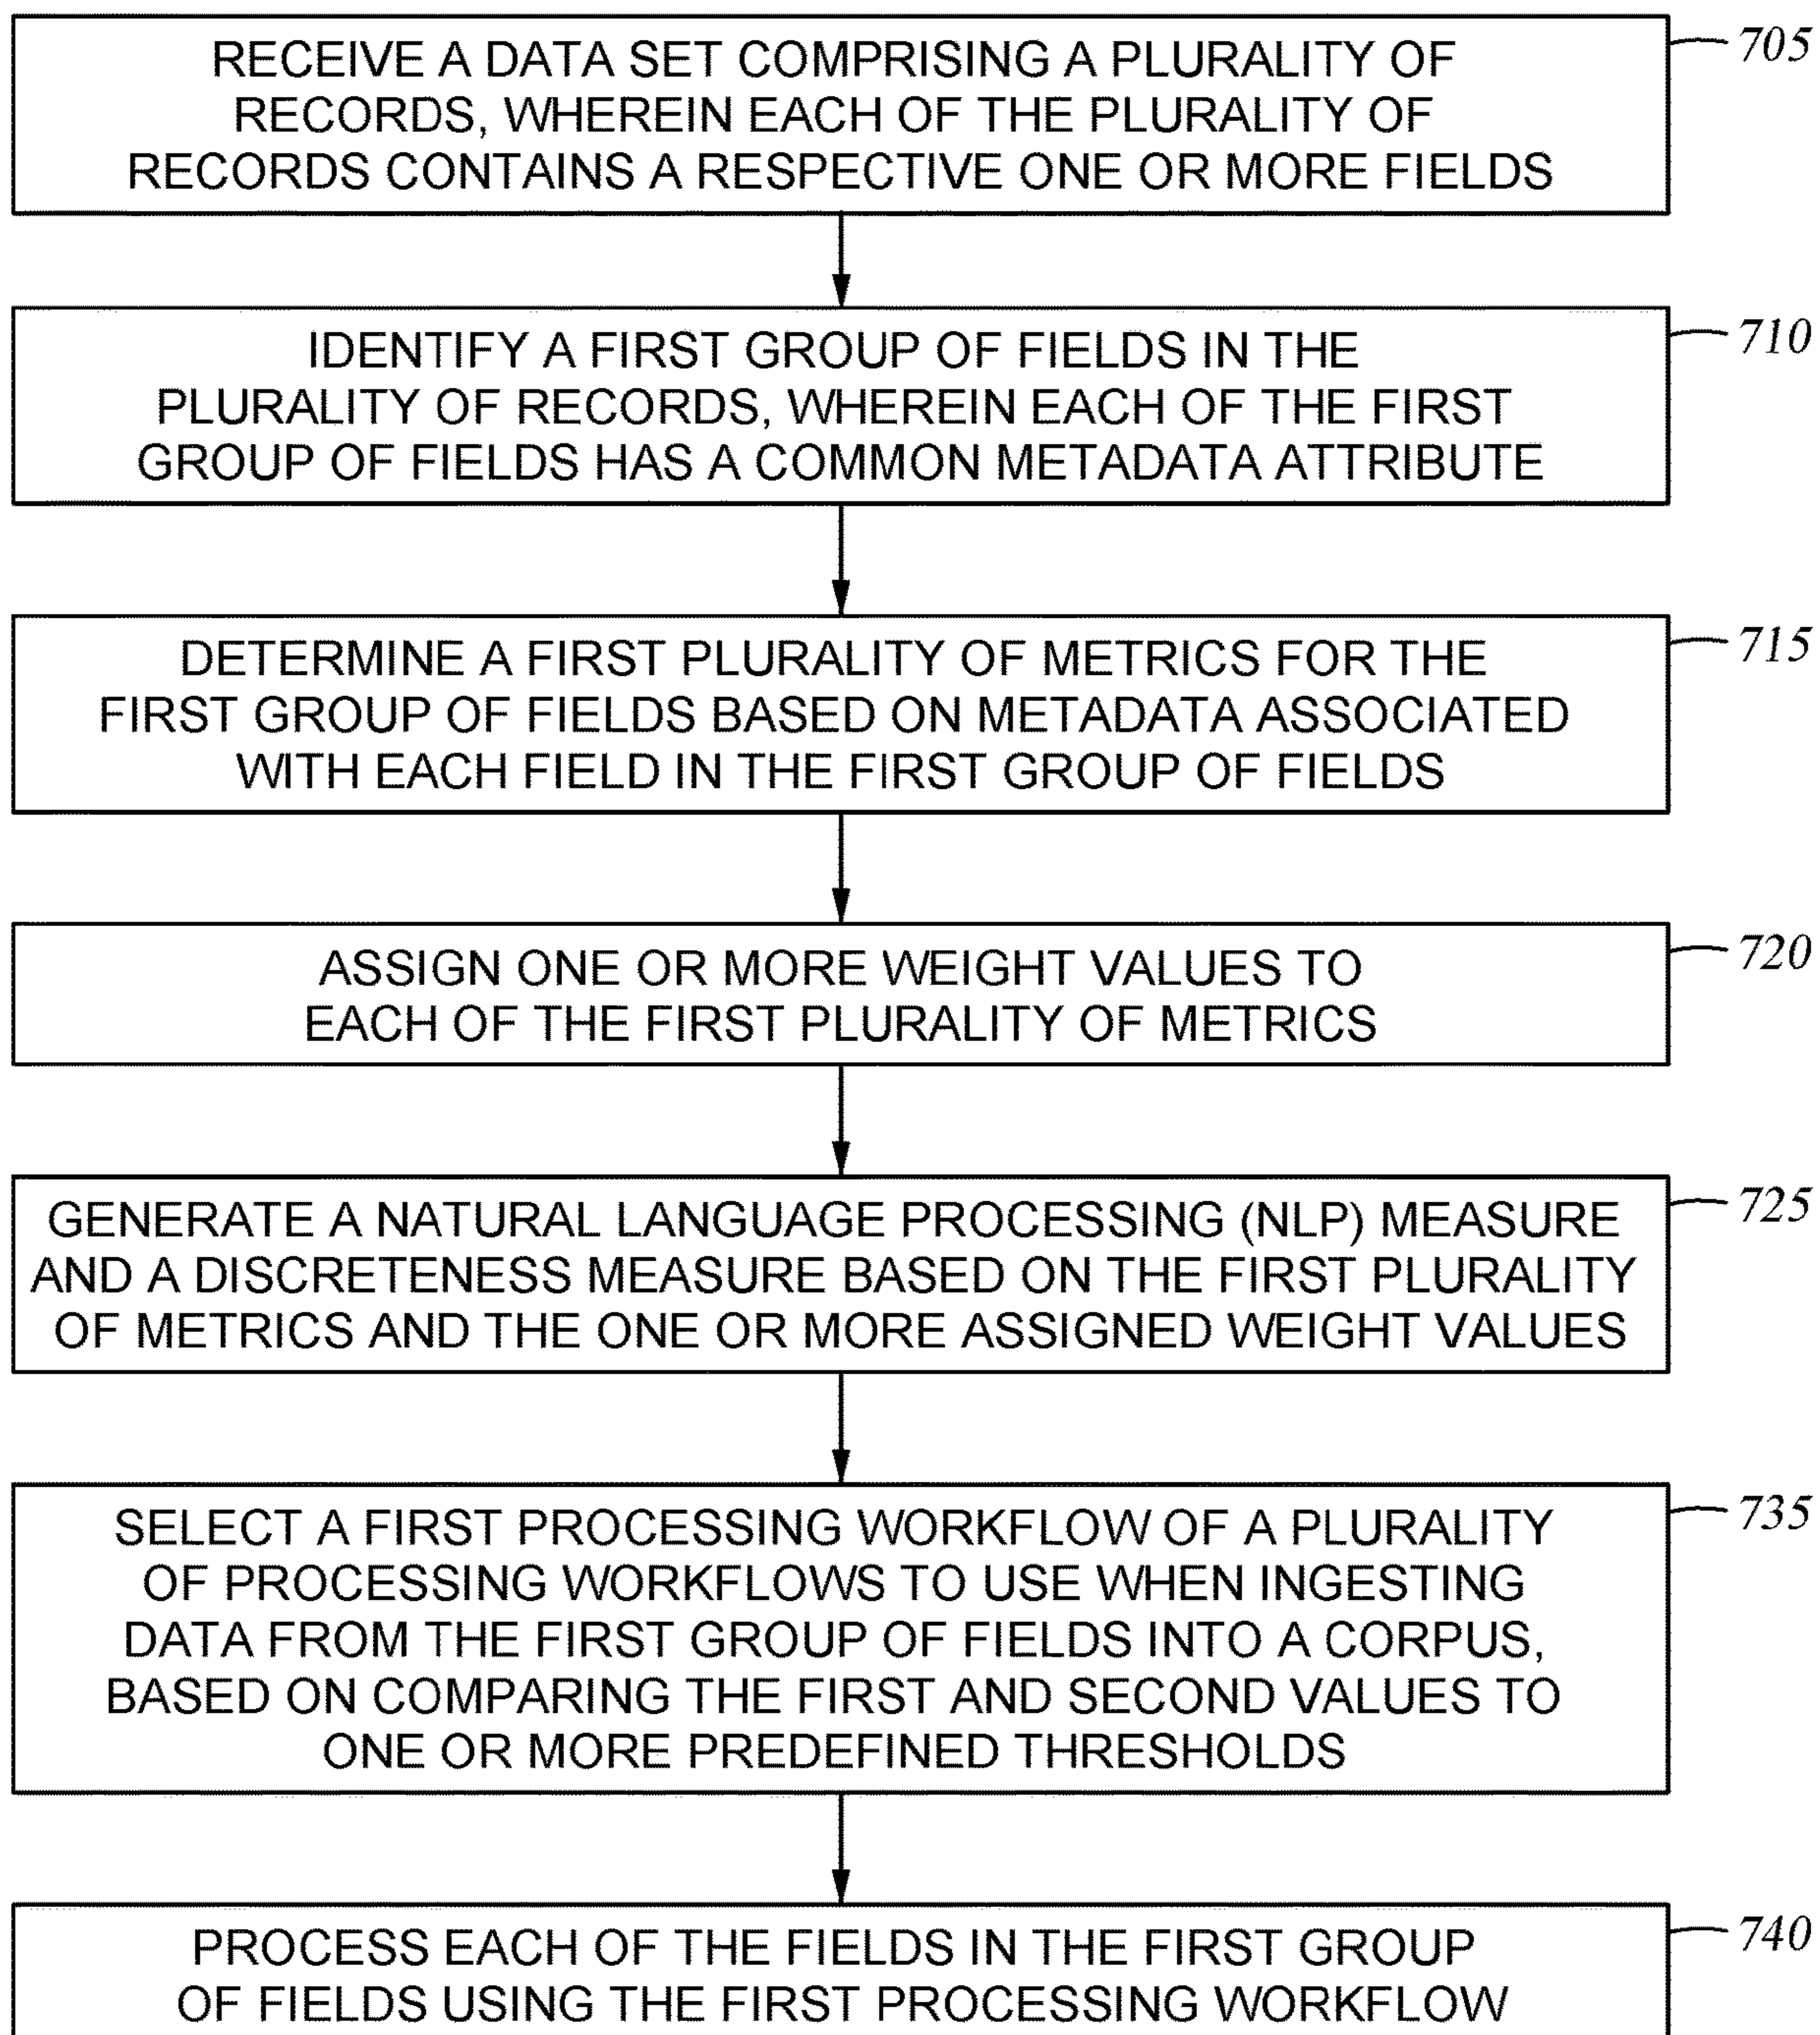 RECEIVE A DATA SET COMPRISING A PLURALITY OF
RECORDS, WHEREIN EACH OF THE PLURALITY OF
RECORDS CONTAINS A RESPECTIVE ONE OR MORE FIELDS
705
IDENTIFY A FIRST GROUP OF FIELDS IN THE
PLURALITY OF RECORDS, WHEREIN EACH OF THE FIRST
GROUP OF FIELDS HAS A COMMON METADATA ATTRIBUTE
710
DETERMINE A FIRST PLURALITY OF METRICS FOR THE
FIRST GROUP OF FIELDS BASED ON METADATA ASSOCIATED
WITH EACH FIELD IN THE FIRST GROUP OF FIELDS
715
ASSIGN ONE OR MORE WEIGHT VALUES TO
EACH OF THE FIRST PLURALITY OF METRICS
720
GENERATE A NATURAL LANGUAGE PROCESSING (NLP) MEASURE
AND A DISCRETENESS MEASURE BASED ON THE FIRST PLURALITY
OF METRICS AND THE ONE OR MORE ASSIGNED WEIGHT VALUES
725
SELECT A FIRST PROCESSING WORKFLOW OF A PLURALITY
OF PROCESSING WORKFLOWS TO USE WHEN INGESTING
DATA FROM THE FIRST GROUP OF FIELDS INTO A CORPUS,
BASED ON COMPARING THE FIRST AND SECOND VALUES TO
ONE OR MORE PREDEFINED THRESHOLDS
735
PROCESS EACH OF THE FIELDS IN THE FIRST GROUP
OF FIELDS USING THE FIRST PROCESSING WORKFLOW
740